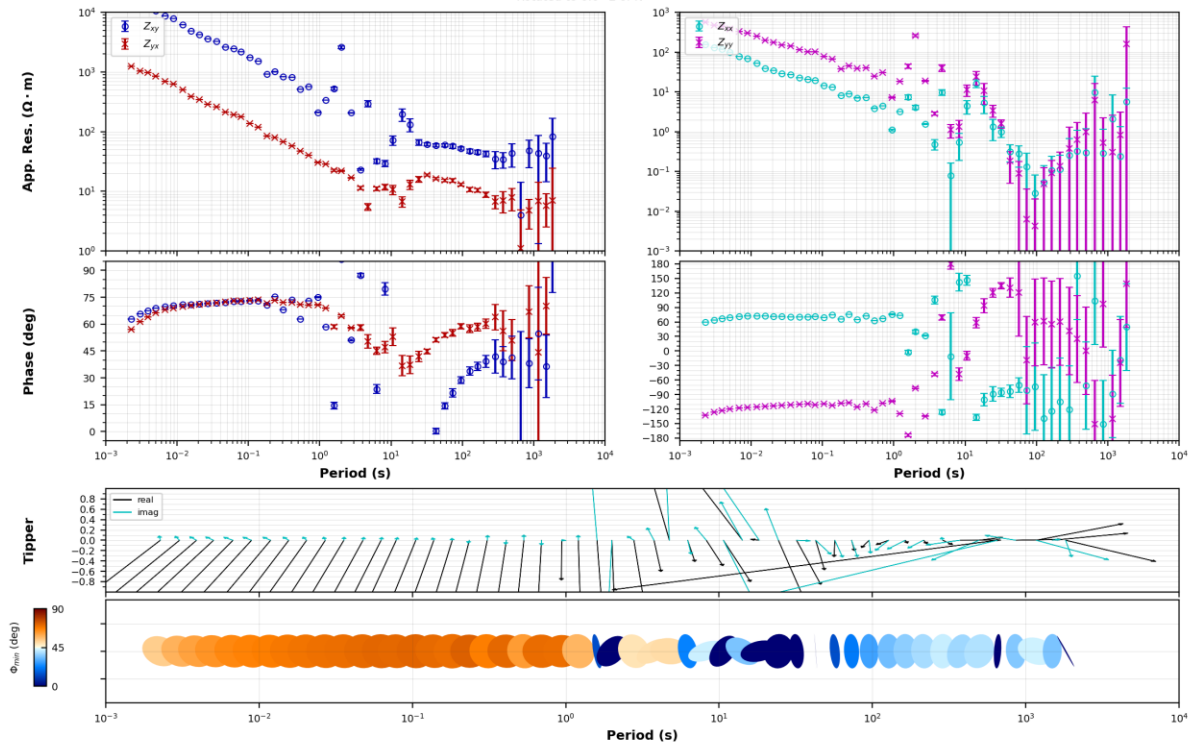 10⁴
10³
10²
10¹
10⁰
App. Res. (Ω · m)
Zxy
Zyx
10³
10²
10¹
10⁰
10⁻¹
10⁻²
10⁻³
Zxx
Zyy
90
75
60
45
30
15
0
Phase (deg)
10⁻³ 10⁻² 10⁻¹ 10⁰ 10¹ 10² 10³ 10⁴
Period (s)
180
150
120
90
60
30
0
−30
−60
−90
−120
−150
−180
10⁻³ 10⁻² 10⁻¹ 10⁰ 10¹ 10² 10³ 10⁴
Period (s)
Tipper
0.8
0.6
0.4
0.2
0.0
−0.2
−0.4
−0.6
−0.8
real
imag
Φmin (deg)
90
45
0
10⁻³ 10⁻² 10⁻¹ 10⁰ 10¹ 10² 10³ 10⁴
Period (s)